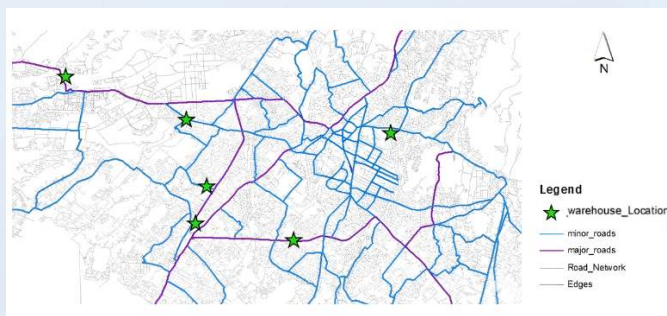 N
Legend
warehouse_Location
minor_roads
major_roads
Road_Network
Edges